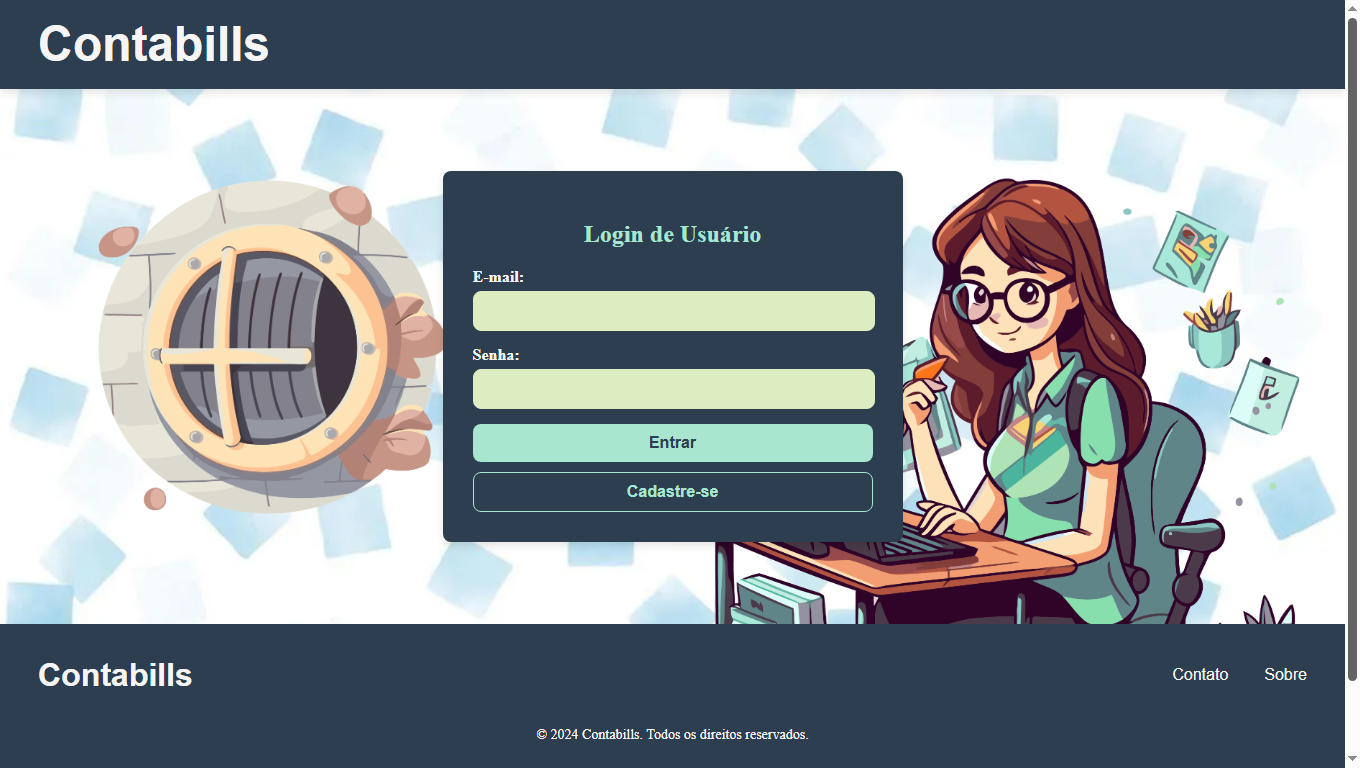 Contabills
Login de Usuário
E-mail:
Senha:
Entrar
Cadastre-se
Contabills
Contato Sobre
© 2024 Contabills. Todos os direitos reservados.